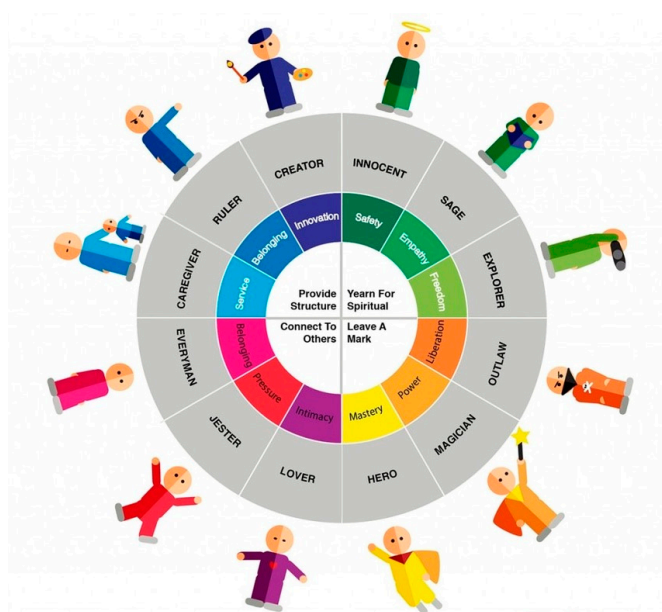 CREATOR
INNOCENT
SAGE
EXPLORER
OUTLAW
MAGICIAN
HERO
LOVER
JESTER
EVERYMAN
CAREGIVER
RULER
Innovation
Safety
Empathy
Freedom
Liberation
Power
Mastery
Intimacy
Pressure
Belonging
Service
Belonging
Provide
Structure
Yearn For
Spiritual
Connect To
Others
Leave A
Mark